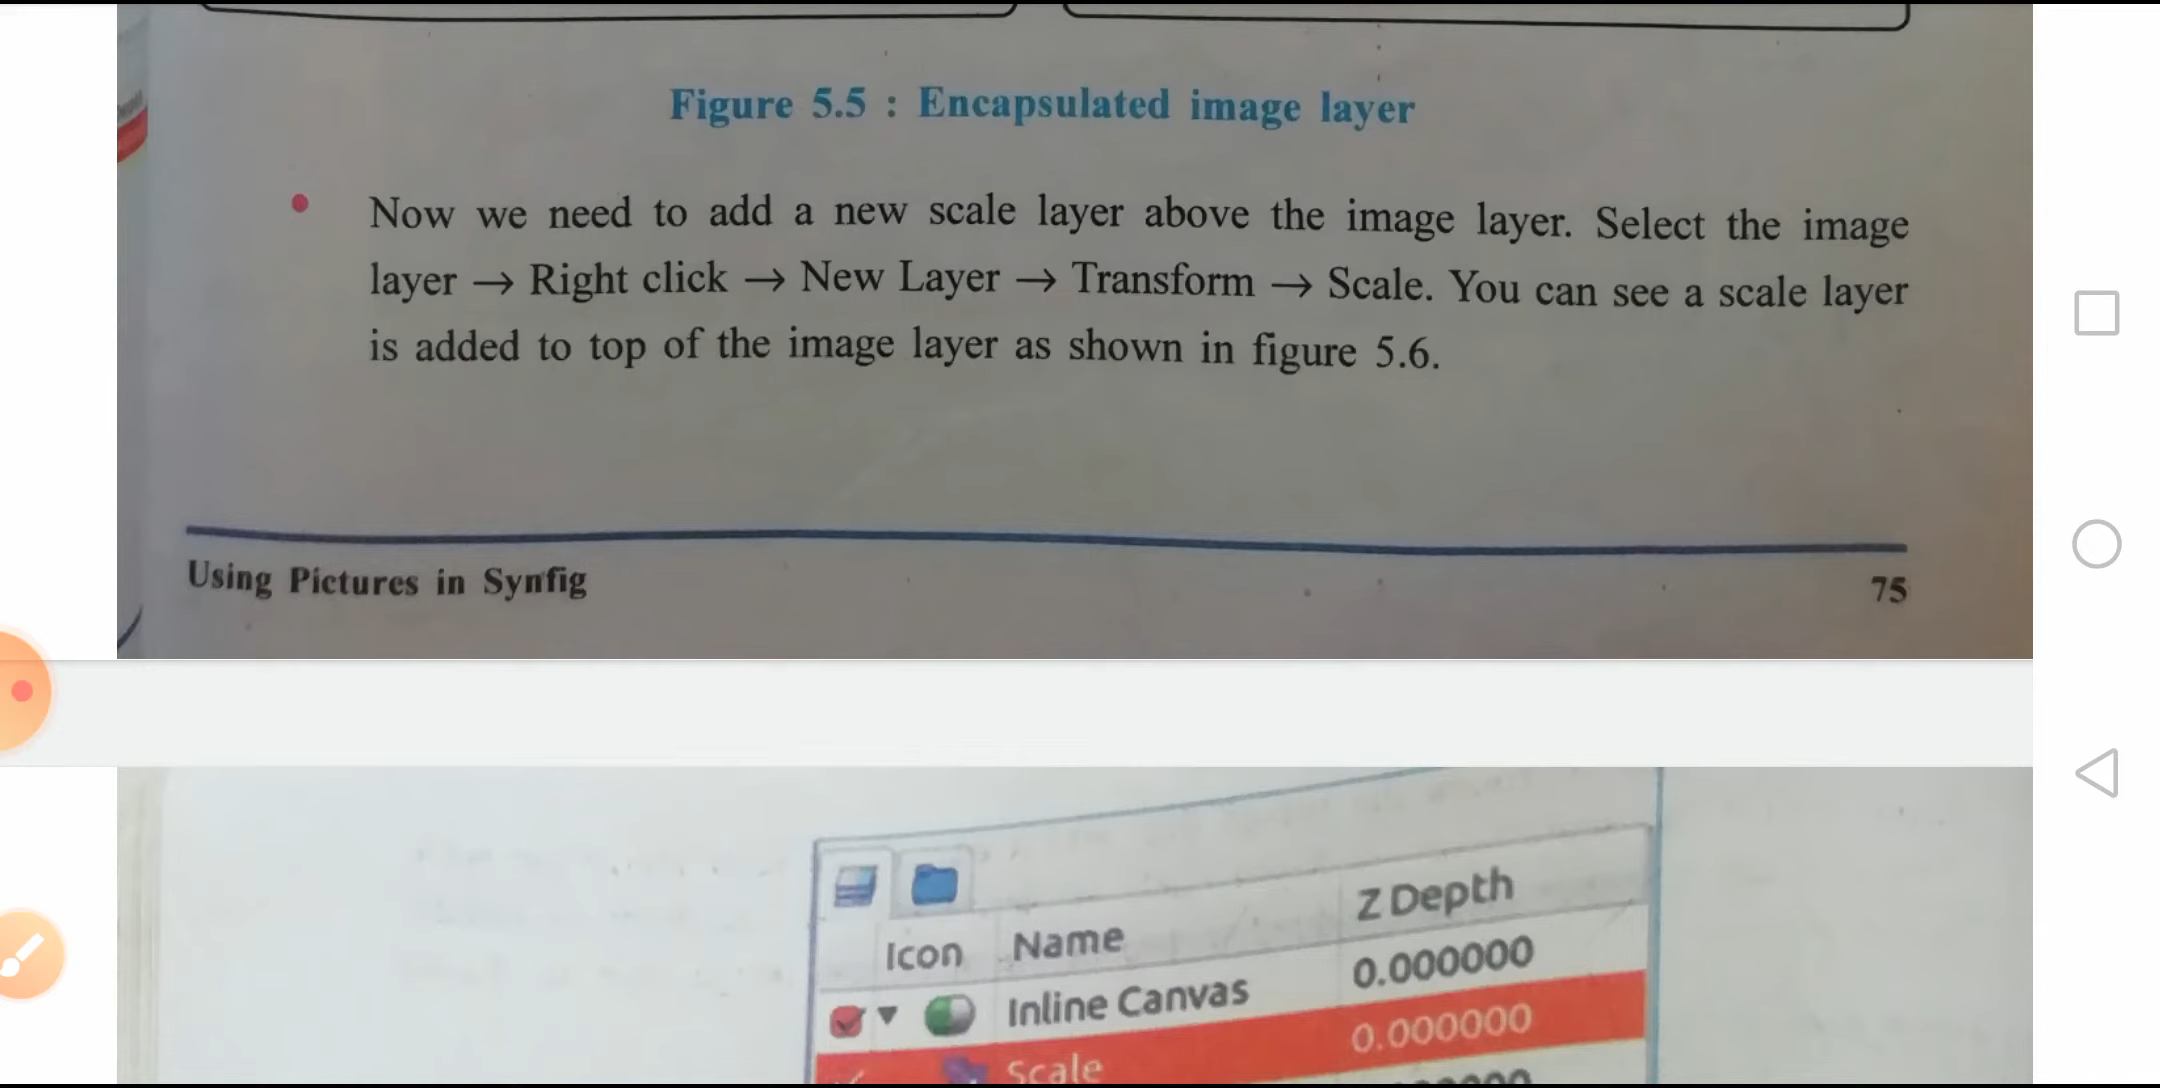 Figure 5.5 : Encapsulated image layer
• Now we need to add a new scale layer above the image layer. Select the image
layer → Right click → New Layer → Transform → Scale. You can see a scale layer
is added to top of the image layer as shown in figure 5.6.
Using Pictures in Synfig 75
Icon Name Z Depth
Inline Canvas 0.000000
Scale 0.000000